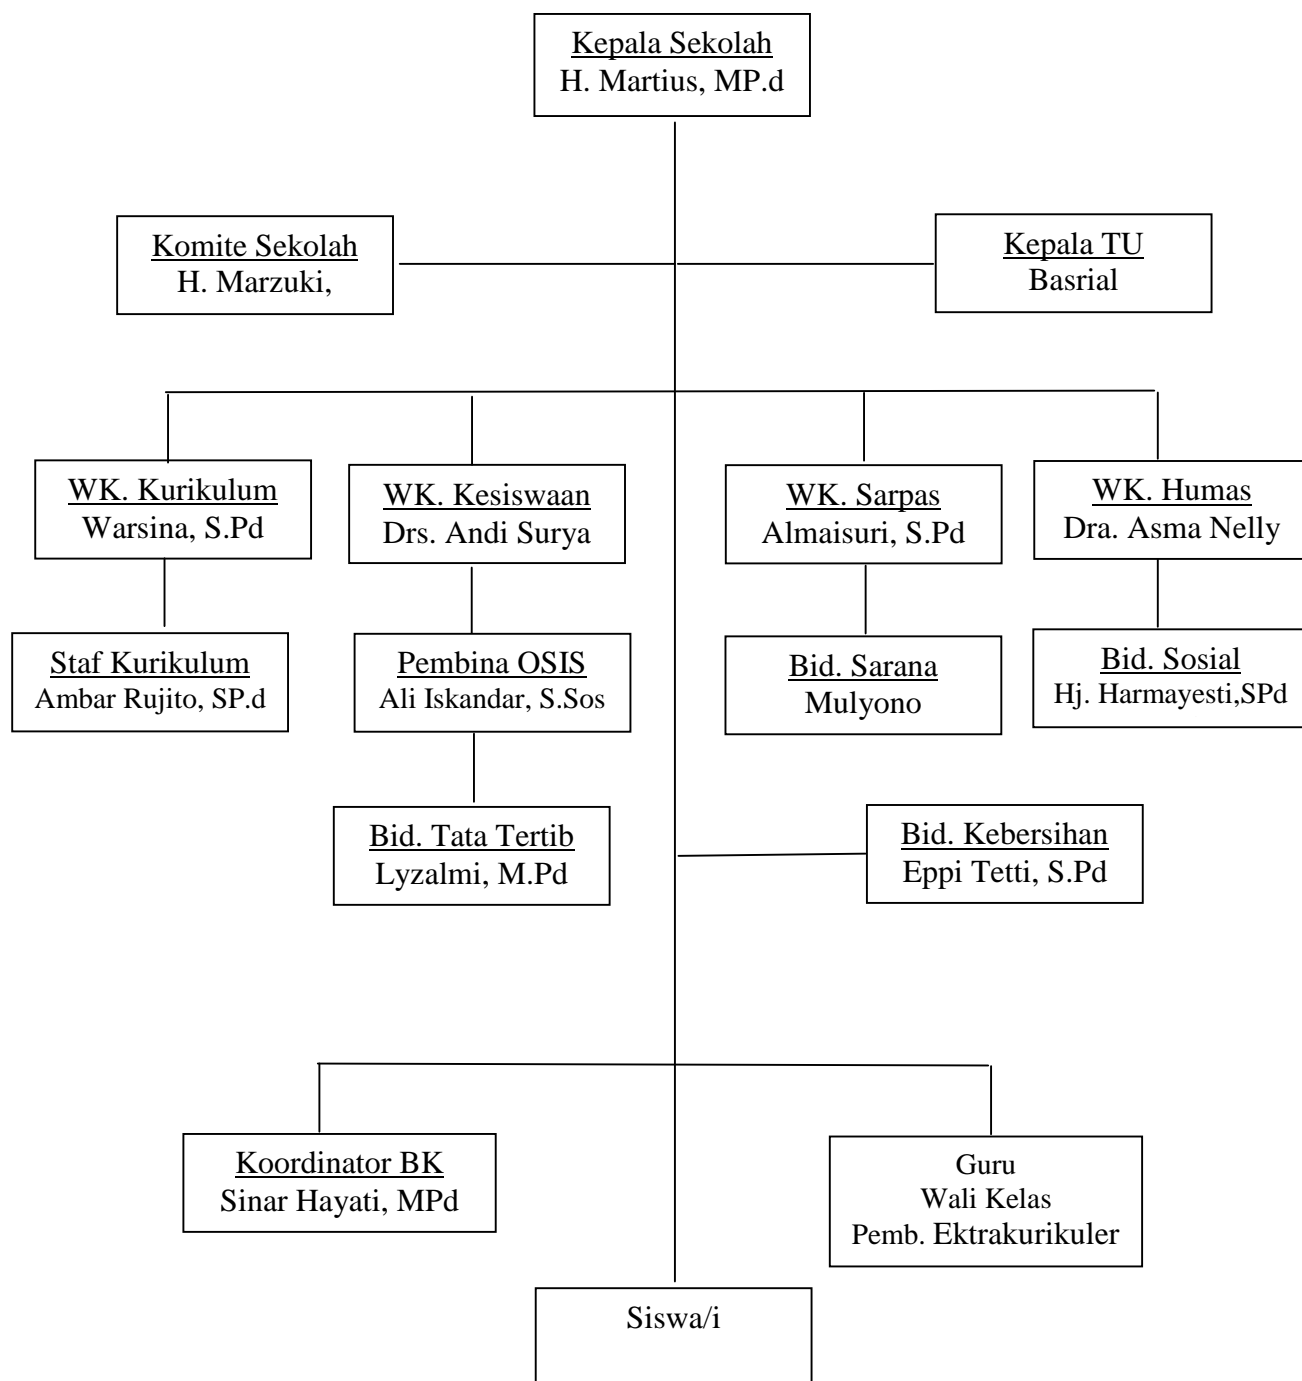 Kepala Sekolah
H. Martius, MP.d
Komite Sekolah
H. Marzuki,
Kepala TU
Basrial
WK. Kurikulum
Warsina, S.Pd
WK. Kesiswaan
Drs. Andi Surya
WK. Sarpas
Almaisuri, S.Pd
WK. Humas
Dra. Asma Nelly
Staf Kurikulum
Ambar Rujito, SP.d
Pembina OSIS
Ali Iskandar, S.Sos
Bid. Sarana
Mulyono
Bid. Sosial
Hj. Harmayesti,SPd
Bid. Tata Tertib
Lyzalmi, M.Pd
Bid. Kebersihan
Eppi Tetti, S.Pd
Koordinator BK
Sinar Hayati, MPd
Guru
Wali Kelas
Pemb. Ektrakurikuler
Siswa/i